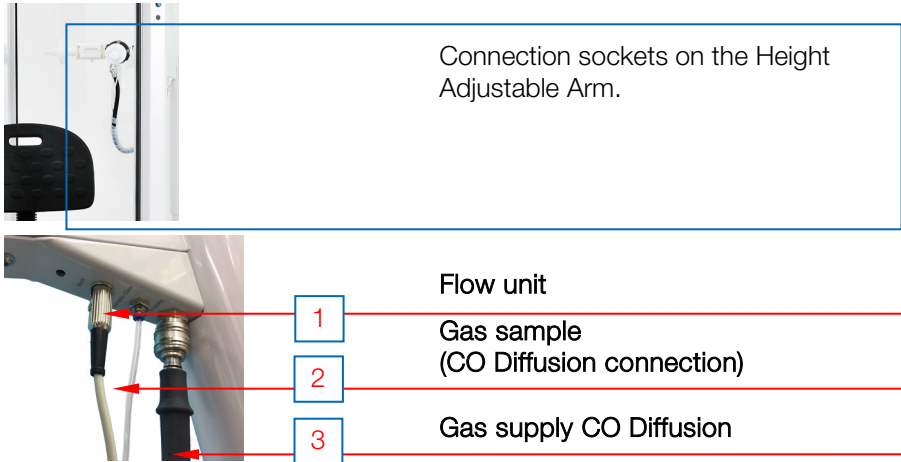 Connection sockets on the Height
Adjustable Arm.
Flow unit
1
Gas sample
(CO Diffusion connection)
2
Gas supply CO Diffusion
3